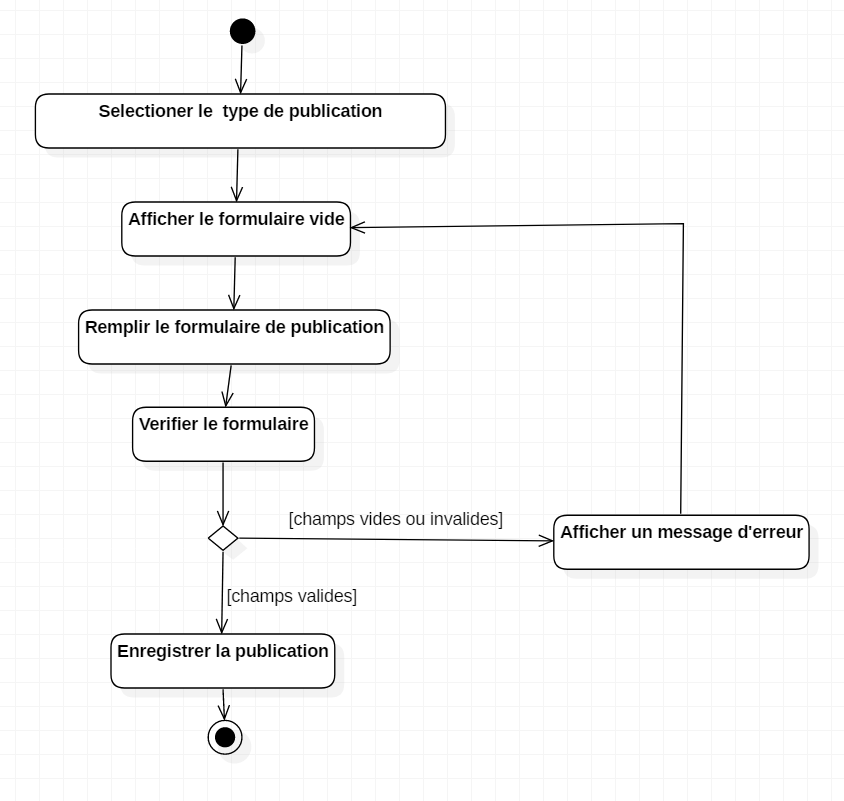 Selectioner le  type de publication
Afficher le formulaire vide
Remplir le formulaire de publication
Verifier le formulaire
[champs vides ou invalides]
Afficher un message d'erreur
[champs valides]
Enregistrer la publication